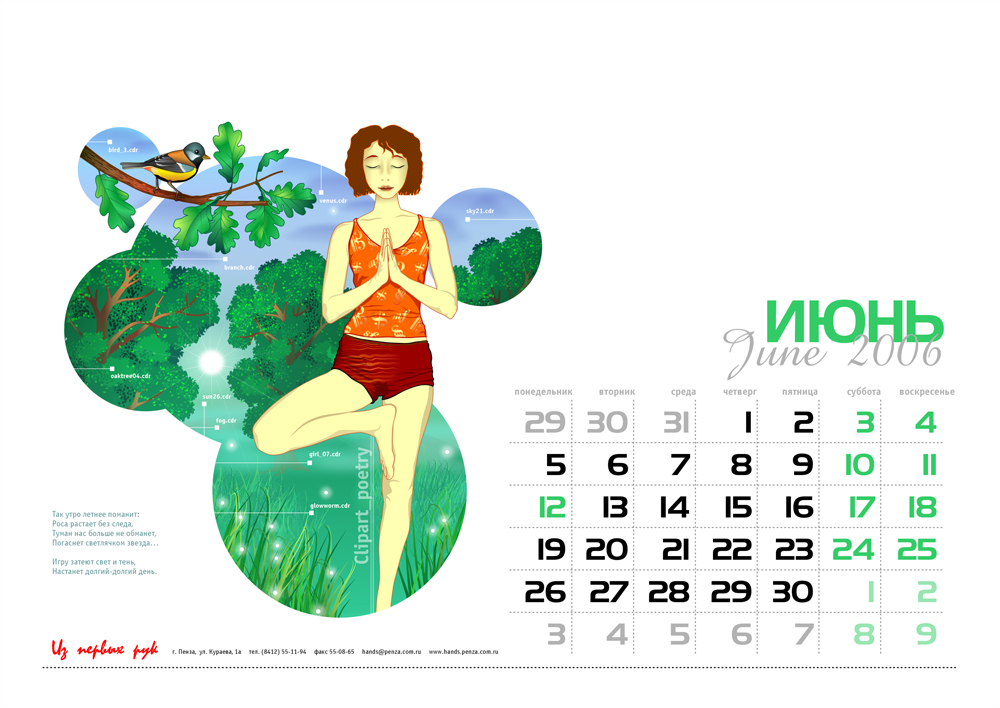 bird_3.cdr
venus.cdr
sky21.cdr
branch.cdr
oaktree04.cdr
sun26.cdr
fog.cdr
girl_07.cdr
glowworm.cdr
Clipart_poetry
Так утро летнее поманит:
Роса растает без следа,
Туман нас больше не обманет,
Погаснет светлячком звезда...
Игру затеют свет и тень,
Настанет долгий-долгий день.
ИЮНЬ
June 2006
понедельник вторник среда четверг пятница суббота воскресенье
29 30 31 1 2 3 4
5 6 7 8 9 10 11
12 13 14 15 16 17 18
19 20 21 22 23 24 25
26 27 28 29 30 1 2
3 4 5 6 7 8 9
Из первых рук г. Пенза, ул. Кураева, 1а тел. (8412) 55-11-94 факс 55-08-65 hands@penza.com.ru www.hands.penza.com.ru